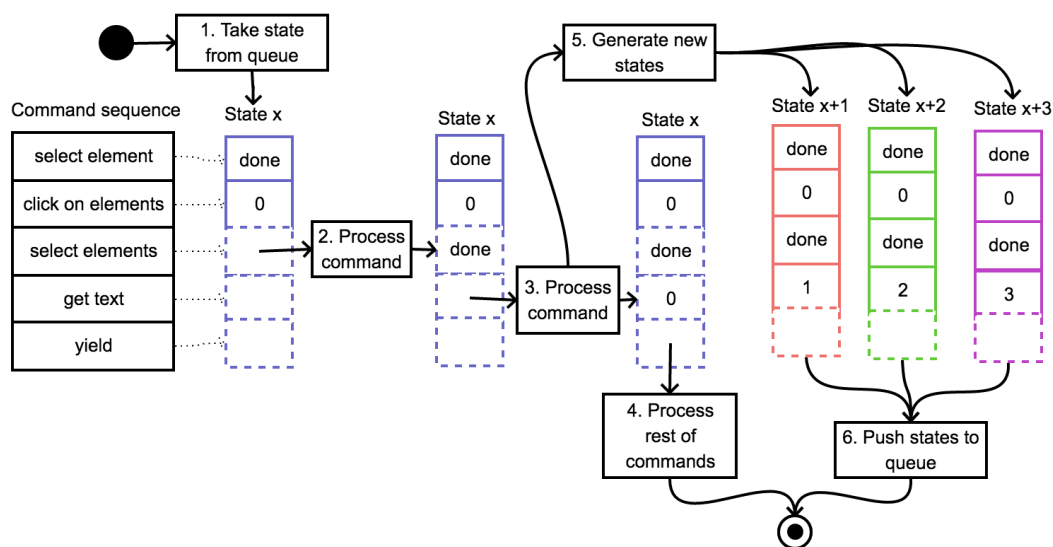 1. Take state
from queue
Command sequence
select element
click on elements
select elements
get text
yield
State x
done
0
2. Process
command
State x
done
0
done
3. Process
command
5. Generate new
states
State x
done
0
done
0
4. Process
rest of
commands
State x+1
done
0
done
1
State x+2
done
0
done
2
State x+3
done
0
done
3
6. Push states to
queue